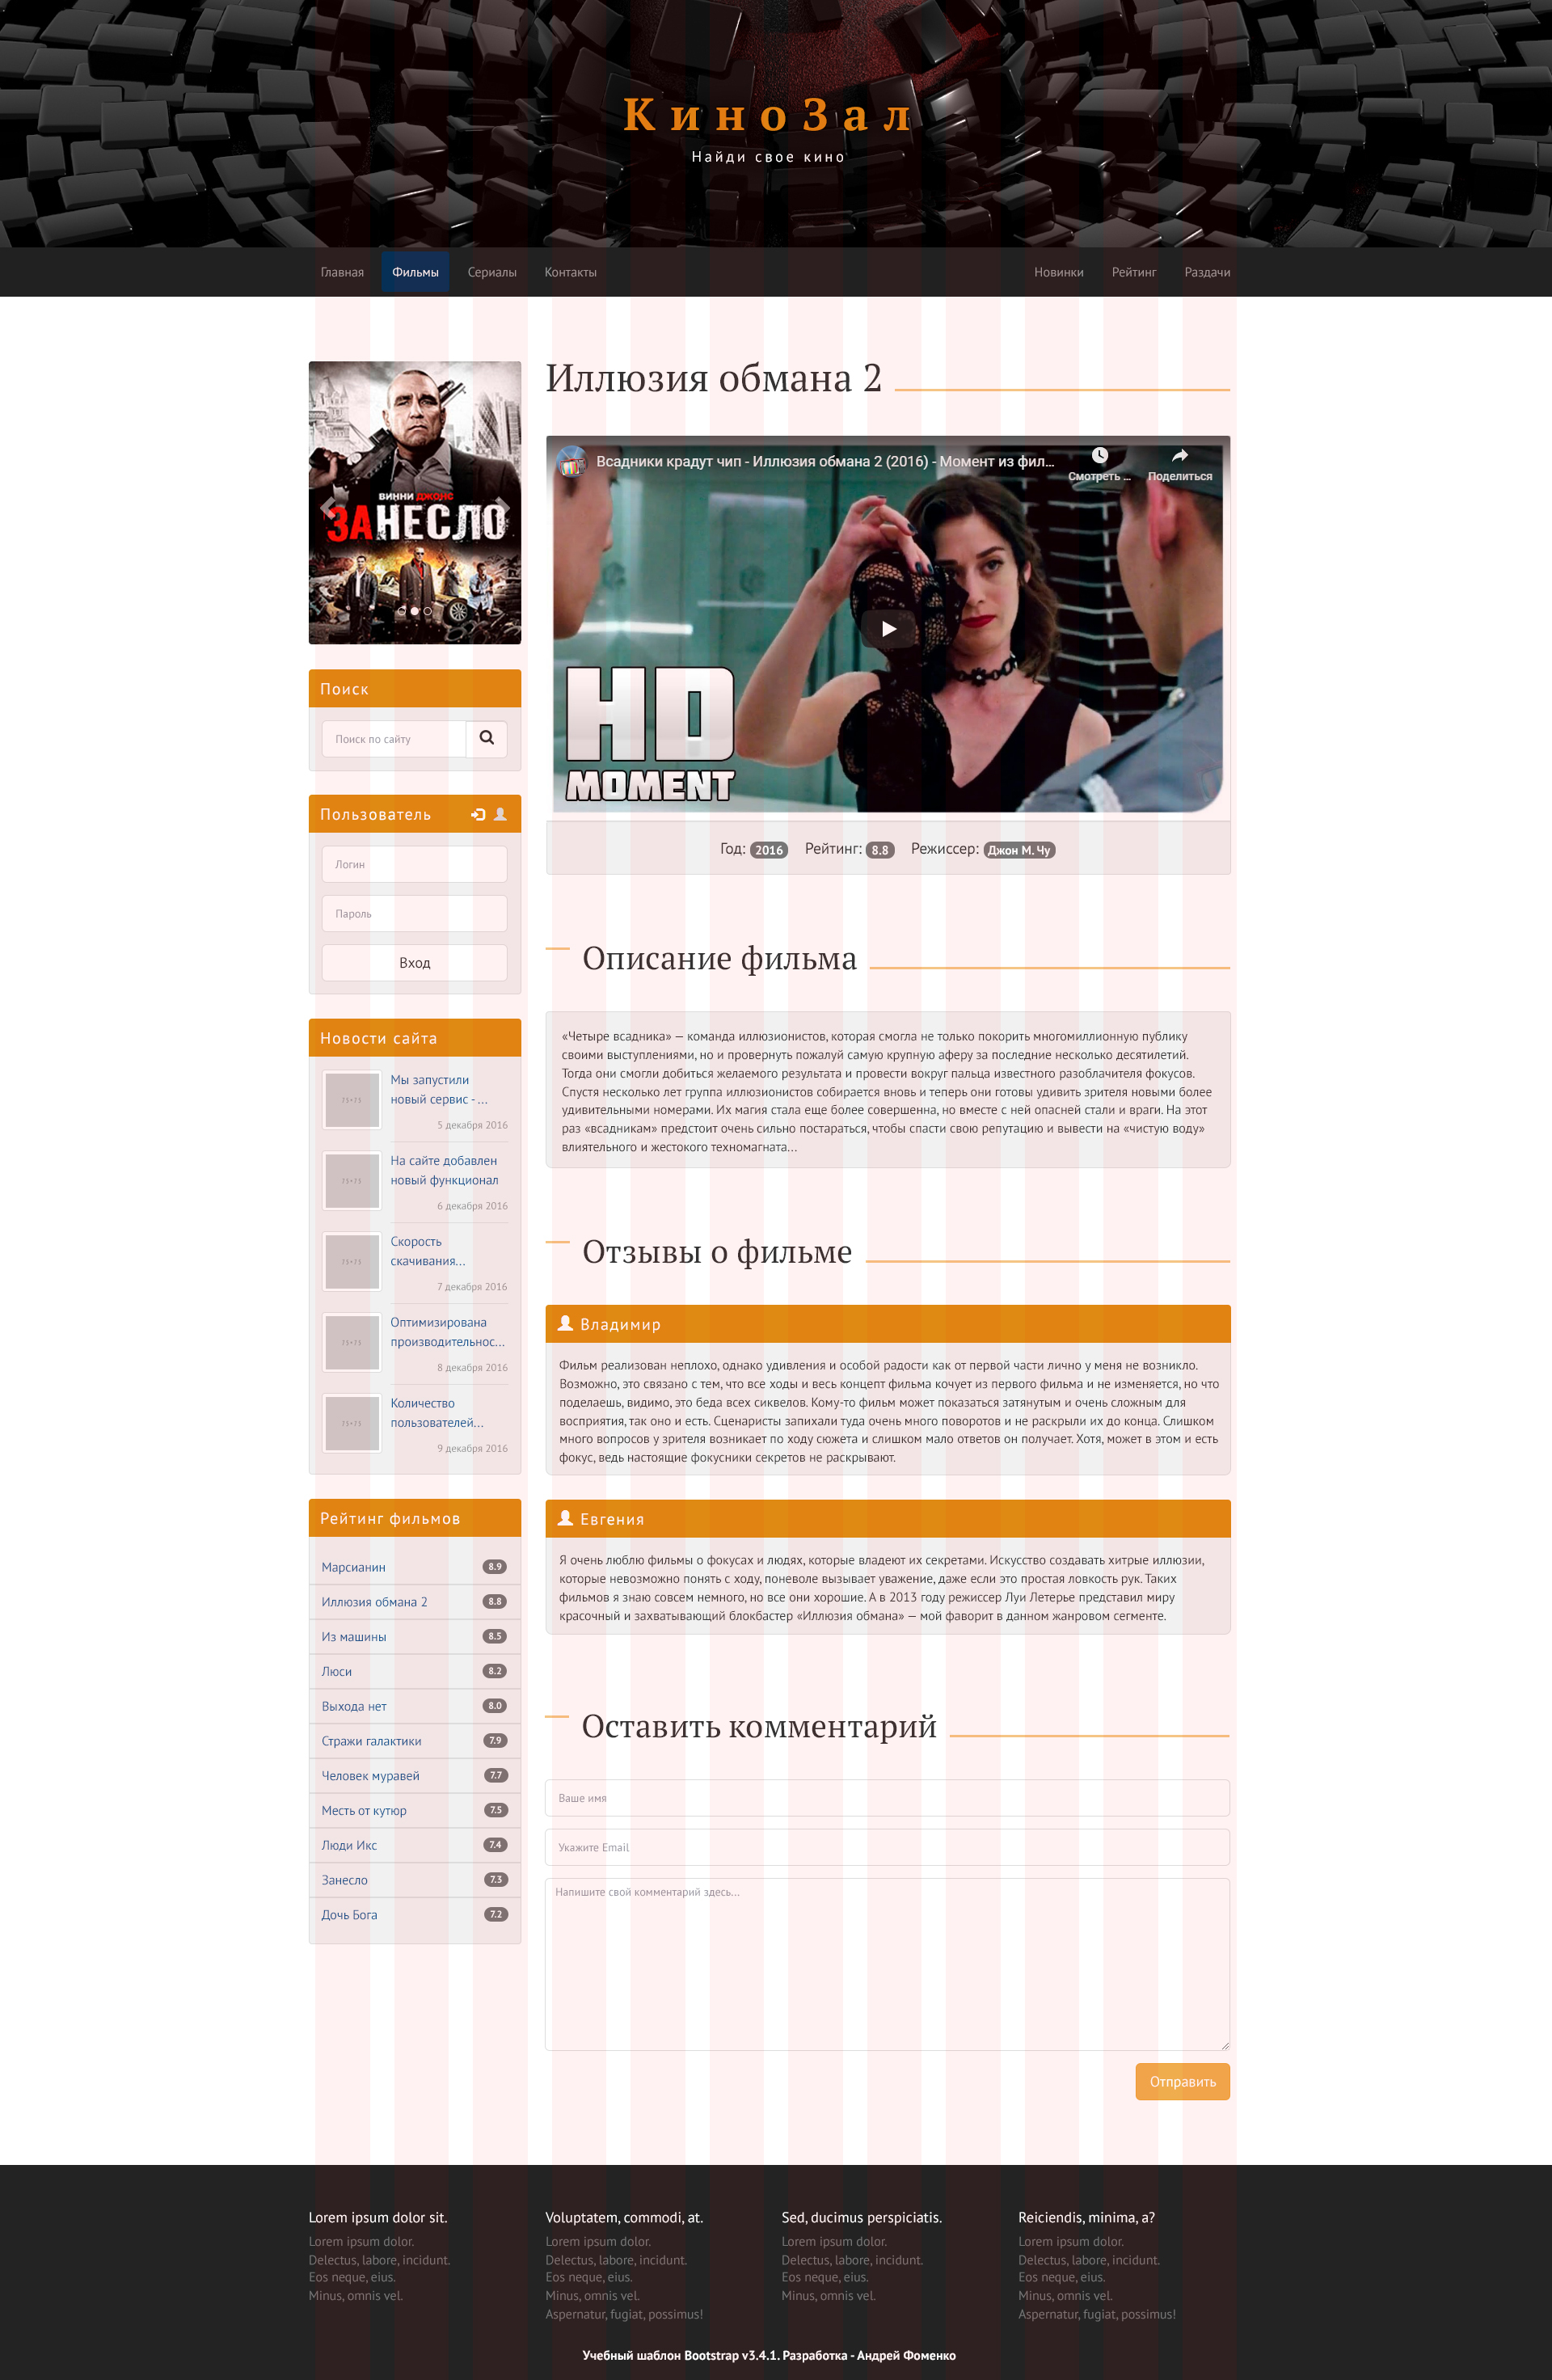 КиноЗал
Найди свое кино
Главная
Фильмы
Сериалы
Контакты
Новинки
Рейтинг
Раздачи
ВИННИ ДЖОНС
ЗАНЕСЛО
Поиск
Поиск по сайту
Пользователь
Логин
Пароль
Вход
Новости сайта
75×75
Мы запустили
новый сервис - ...
5 декабря 2016
75×75
На сайте добавлен
новый функционал
6 декабря 2016
75×75
Скорость
скачивания...
7 декабря 2016
75×75
Оптимизирована
производительнос...
8 декабря 2016
75×75
Количество
пользователей...
9 декабря 2016
Рейтинг фильмов
Марсианин 8.9
Иллюзия обмана 2 8.8
Из машины 8.5
Люси 8.2
Выхода нет 8.0
Стражи галактики 7.9
Человек муравей 7.7
Месть от кутюр 7.5
Люди Икс 7.4
Занесло 7.3
Дочь Бога 7.2
Иллюзия обмана 2
Всадники крадут чип - Иллюзия обмана 2 (2016) - Момент из фил...
Смотреть ...
Поделиться
HD
MOMENT
Год: 2016 Рейтинг: 8.8 Режиссер: Джон М. Чу
Описание фильма
«Четыре всадника» — команда иллюзионистов, которая смогла не только покорить многомиллионную публику
своими выступлениями, но и провернуть пожалуй самую крупную аферу за последние несколько десятилетий.
Тогда они смогли добиться желаемого результата и провести вокруг пальца известного разоблачителя фокусов.
Спустя несколько лет группа иллюзионистов собирается вновь и теперь они готовы удивить зрителя новыми более
удивительными номерами. Их магия стала еще более совершенна, но вместе с ней опасней стали и враги. На этот
раз «всадникам» предстоит очень сильно постараться, чтобы спасти свою репутацию и вывести на «чистую воду»
влиятельного и жестокого техномагната...
Отзывы о фильме
Владимир
Фильм реализован неплохо, однако удивления и особой радости как от первой части лично у меня не возникло.
Возможно, это связано с тем, что все ходы и весь концепт фильма кочует из первого фильма и не изменяется, но что
поделаешь, видимо, это беда всех сиквелов. Кому-то фильм может показаться затянутым и очень сложным для
восприятия, так оно и есть. Сценаристы запихали туда очень много поворотов и не раскрыли их до конца. Слишком
много вопросов у зрителя возникает по ходу сюжета и слишком мало ответов он получает. Хотя, может в этом и есть
фокус, ведь настоящие фокусники секретов не раскрывают.
Евгения
Я очень люблю фильмы о фокусах и людях, которые владеют их секретами. Искусство создавать хитрые иллюзии,
которые невозможно понять с ходу, поневоле вызывает уважение, даже если это простая ловкость рук. Таких
фильмов я знаю совсем немного, но все они хорошие. А в 2013 году режиссер Луи Летерье представил миру
красочный и захватывающий блокбастер «Иллюзия обмана» — мой фаворит в данном жанровом сегменте.
Оставить комментарий
Ваше имя
Укажите Email
Напишите свой комментарий здесь...
Отправить
Lorem ipsum dolor sit.
Lorem ipsum dolor.
Delectus, labore, incidunt.
Eos neque, eius.
Minus, omnis vel.
Voluptatem, commodi, at.
Lorem ipsum dolor.
Delectus, labore, incidunt.
Eos neque, eius.
Minus, omnis vel.
Aspernatur, fugiat, possimus!
Sed, ducimus perspiciatis.
Lorem ipsum dolor.
Delectus, labore, incidunt.
Eos neque, eius.
Minus, omnis vel.
Reiciendis, minima, a?
Lorem ipsum dolor.
Delectus, labore, incidunt.
Eos neque, eius.
Minus, omnis vel.
Aspernatur, fugiat, possimus!
Учебный шаблон Bootstrap v3.4.1. Разработка - Андрей Фоменко